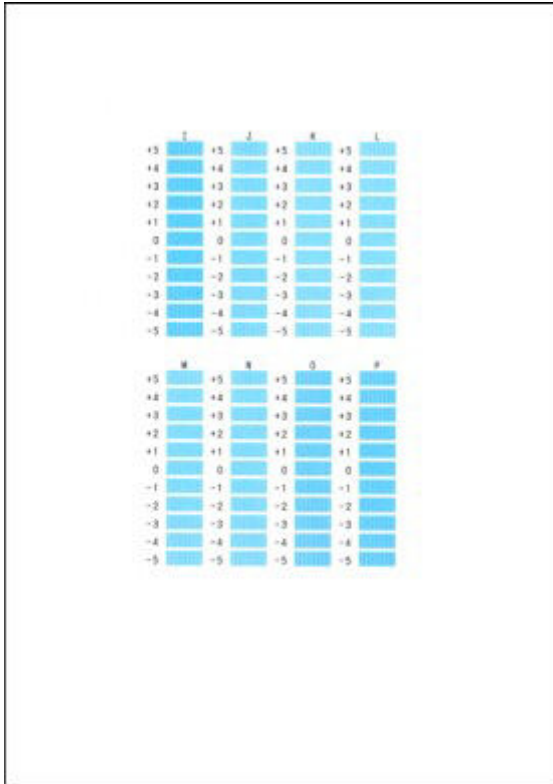 I J K L
+5 +5 +5 +5
+4 +4 +4 +4
+3 +3 +3 +3
+2 +2 +2 +2
+1 +1 +1 +1
0 0 0 0
-1 -1 -1 -1
-2 -2 -2 -2
-3 -3 -3 -3
-4 -4 -4 -4
-5 -5 -5 -5
M N O P
+5 +5 +5 +5
+4 +4 +4 +4
+3 +3 +3 +3
+2 +2 +2 +2
+1 +1 +1 +1
0 0 0 0
-1 -1 -1 -1
-2 -2 -2 -2
-3 -3 -3 -3
-4 -4 -4 -4
-5 -5 -5 -5